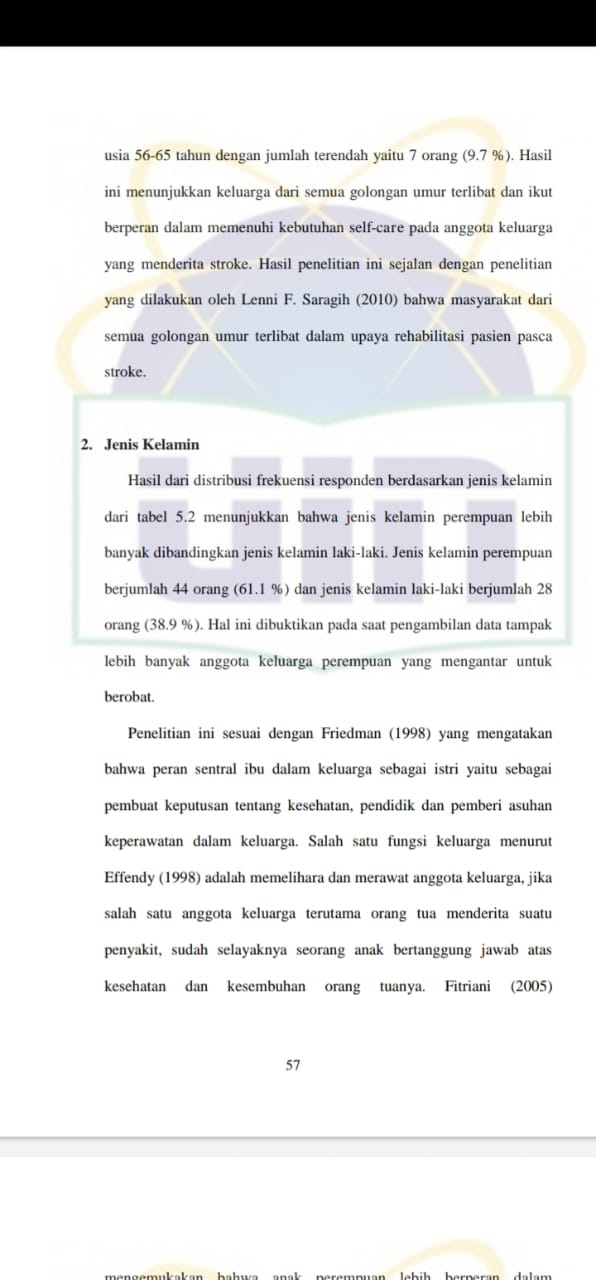 usia 56-65 tahun dengan jumlah terendah yaitu 7 orang (9.7 %). Hasil
ini menunjukkan keluarga dari semua golongan umur terlibat dan ikut
berperan dalam memenuhi kebutuhan self-care pada anggota keluarga
yang menderita stroke. Hasil penelitian ini sejalan dengan penelitian
yang dilakukan oleh Lenni F. Saragih (2010) bahwa masyarakat dari
semua golongan umur terlibat dalam upaya rehabilitasi pasien pasca
stroke.
2. Jenis Kelamin
Hasil dari distribusi frekuensi responden berdasarkan jenis kelamin
dari tabel 5.2 menunjukkan bahwa jenis kelamin perempuan lebih
banyak dibandingkan jenis kelamin laki-laki. Jenis kelamin perempuan
berjumlah 44 orang (61.1 %) dan jenis kelamin laki-laki berjumlah 28
orang (38.9 %). Hal ini dibuktikan pada saat pengambilan data tampak
lebih banyak anggota keluarga perempuan yang mengantar untuk
berobat.
Penelitian ini sesuai dengan Friedman (1998) yang mengatakan
bahwa peran sentral ibu dalam keluarga sebagai istri yaitu sebagai
pembuat keputusan tentang kesehatan, pendidik dan pemberi asuhan
keperawatan dalam keluarga. Salah satu fungsi keluarga menurut
Effendy (1998) adalah memelihara dan merawat anggota keluarga, jika
salah satu anggota keluarga terutama orang tua menderita suatu
penyakit, sudah selayaknya seorang anak bertanggung jawab atas
kesehatan dan kesembuhan orang tuanya. Fitriani (2005)
57
mengemukakan bahwa anak perempuan lebih berperan dalam
uin